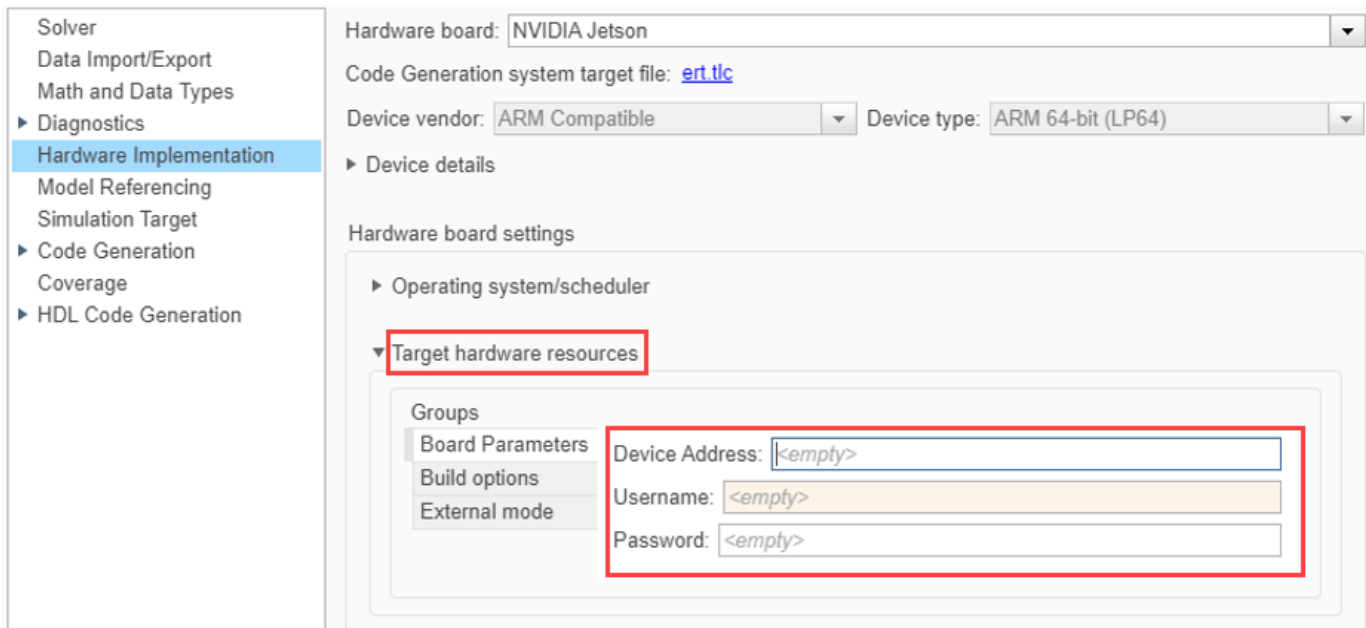 Solver
Data Import/Export
Math and Data Types
Diagnostics
Hardware Implementation
Model Referencing
Simulation Target
Code Generation
Coverage
HDL Code Generation
Hardware board: NVIDIA Jetson
Code Generation system target file: ert.tlc
Device vendor: ARM Compatible Device type: ARM 64-bit (LP64)
Device details
Hardware board settings
Operating system/scheduler
Target hardware resources
Groups
Board Parameters
Build options
External mode
Device Address: <empty>
Username: <empty>
Password: <empty>